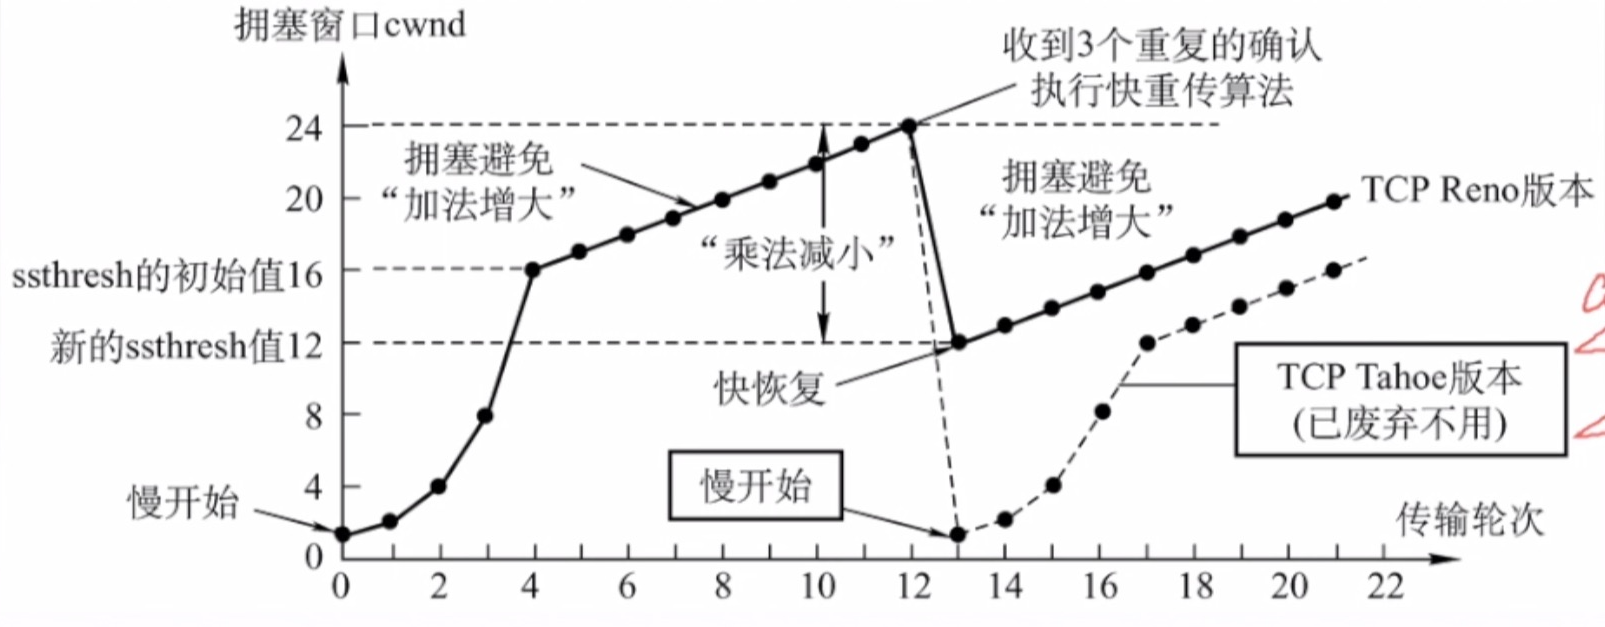 拥塞窗口cwnd
收到3个重复的确认
执行快重传算法
24
拥塞避免
“加法增大”
拥塞避免
“加法增大”
TCP Reno版本
20
“乘法减小”
ssthresh的初始值16
新的ssthresh值12
快恢复
TCP Tahoe版本
(已废弃不用)
8
4
慢开始
慢开始
传输轮次
0
0 2 4 6 8 10 12 14 16 18 20 22